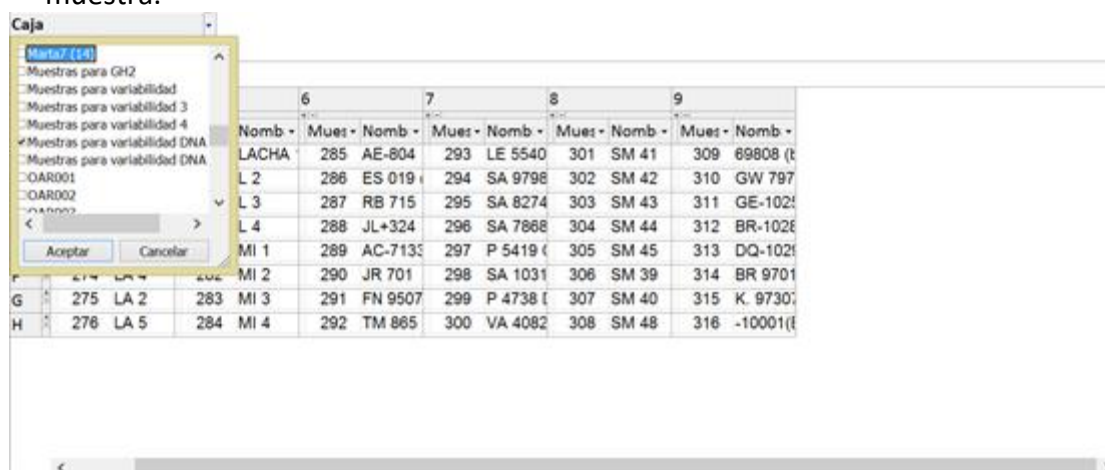 muestra.
Caja
Marta7 (14)
Muestras para GH2
Muestras para variabilidad
Muestras para variabilidad 3
Muestras para variabilidad 4
Muestras para variabilidad DNA
Muestras para variabilidad DNA
OAR001
OAR002
Aceptar Cancelar
6 7 8 9
Nomb Mues Nomb Mues Nomb Mues Nomb Mues Nomb
LACHA 285 AE-804 293 LE 5540 301 SM 41 309 69808
L 2 286 ES 019 294 SA 9798 302 SM 42 310 GW 797
L 3 287 RB 715 295 SA 8274 303 SM 43 311
L 4 288 JL+324 296 SA 7868 304 SM 44 312
MI 1 289 297 P 5419 305 SM 45 313
274 LA 4 282 MI 2 290 JR 701 298 SA 1031 306 SM 39 314 BR 9701
G 275 LA 2 283 MI 3 291 FN 9507 299 P 4738 307 SM 40 315
H 276 LA 5 284 MI 4 292 TM 865 300 VA 4082 308 SM 48 316